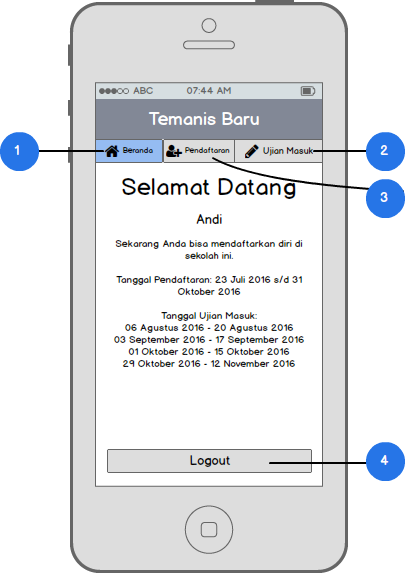 ABC 07:44 AM
Temanis Baru
1 Beranda Pendaftaran Ujian Masuk 2
3
Selamat Datang
Andi
Sekarang Anda bisa mendaftarkan diri di
sekolah ini.
Tanggal Pendaftaran: 23 Juli 2016 s/d 31
Oktober 2016
Tanggal Ujian Masuk:
06 Agustus 2016 - 20 Agustus 2016
03 September 2016 - 17 September 2016
01 Oktober 2016 - 15 Oktober 2016
29 Oktober 2016 - 12 November 2016
Logout 4